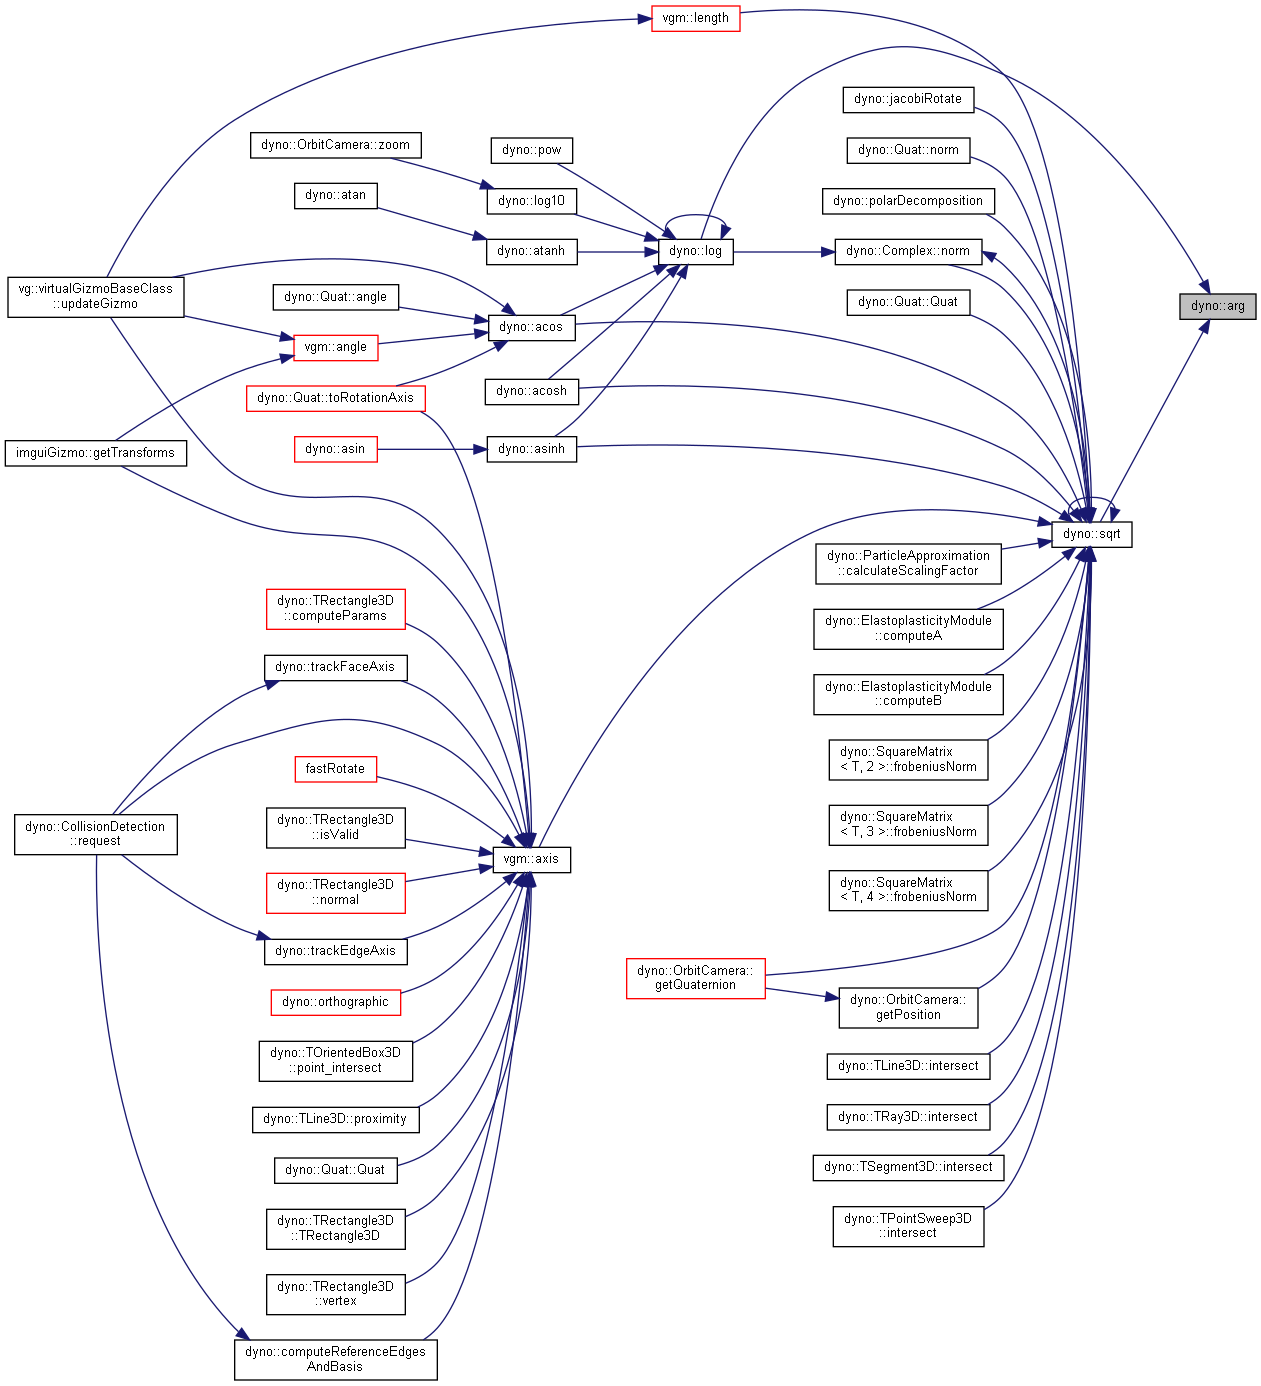 vgm::length
dyno::jacobiRotate
dyno::OrbitCamera::zoom
dyno::pow
dyno::Quat::norm
dyno::atan
dyno::log10
dyno::polarDecomposition
dyno::atanh
dyno::log
dyno::Complex::norm
vg::virtualGizmoBaseClass
::updateGizmo
dyno::Quat::angle
dyno::Quat::Quat
dyno::arg
dyno::acos
vgm::angle
dyno::Quat::toRotationAxis
dyno::acosh
imguiGizmo::getTransforms
dyno::asin
dyno::asinh
dyno::sqrt
dyno::ParticleApproximation
::calculateScalingFactor
dyno::TRectangle3D
::computeParams
dyno::ElastoplasticityModule
::computeA
dyno::trackFaceAxis
dyno::ElastoplasticityModule
::computeB
fastRotate
dyno::SquareMatrix
< T, 2 >::frobeniusNorm
dyno::CollisionDetection
::request
dyno::TRectangle3D
::isValid
dyno::SquareMatrix
< T, 3 >::frobeniusNorm
vgm::axis
dyno::TRectangle3D
::normal
dyno::SquareMatrix
< T, 4 >::frobeniusNorm
dyno::trackEdgeAxis
dyno::OrbitCamera::
getQuaternion
dyno::orthographic
dyno::OrbitCamera::
getPosition
dyno::TOrientedBox3D
::point_intersect
dyno::TLine3D::intersect
dyno::TLine3D::proximity
dyno::TRay3D::intersect
dyno::Quat::Quat
dyno::TSegment3D::intersect
dyno::TRectangle3D
::TRectangle3D
dyno::TPointSweep3D
::intersect
dyno::TRectangle3D
::vertex
dyno::computeReferenceEdges
AndBasis